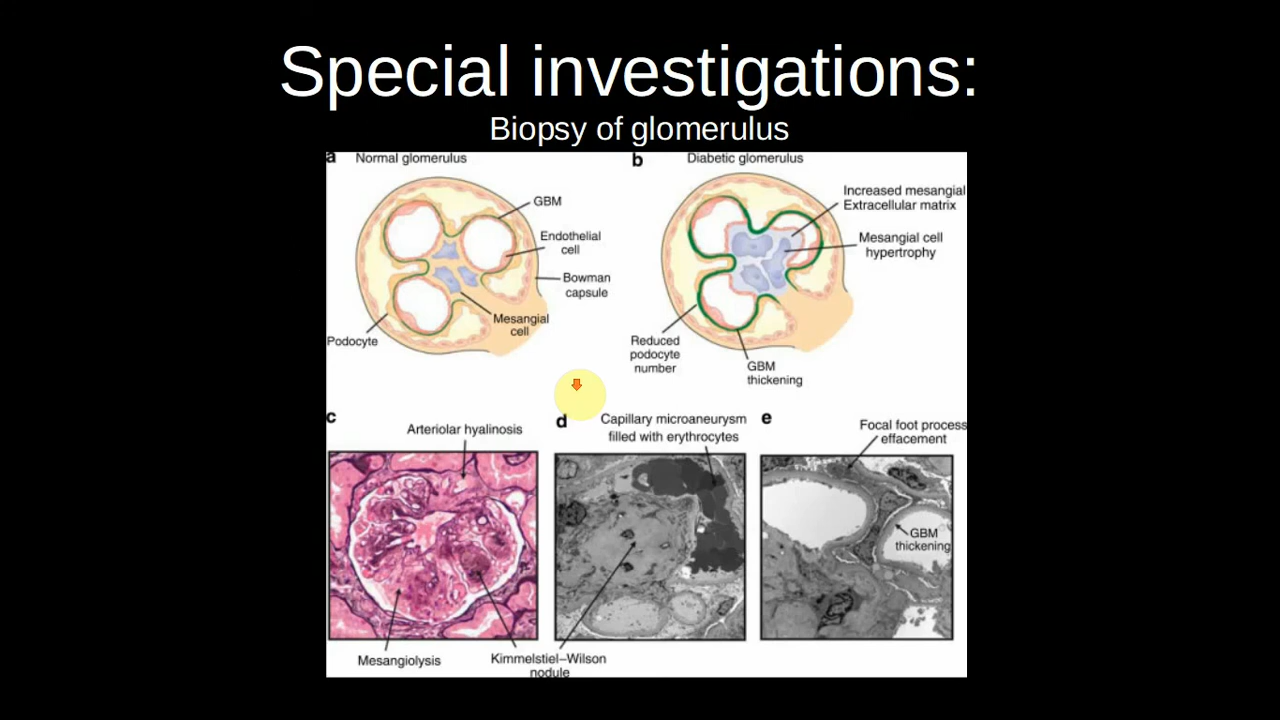 Special investigations:
Biopsy of glomerulus
a
Normal glomerulus
GBM
Endothelial
cell
Bowman
capsule
Mesangial
cell
Podocyte
b
Diabetic glomerulus
Increased mesangial
Extracellular matrix
Mesangial cell
hypertrophy
Reduced
podocyte
number
GBM
thickening
c
Arteriolar hyalinosis
Mesangiolysis
d
Capillary microaneurysm
filled with erythrocytes
Kimmelstiel–Wilson
nodule
e
Focal foot process
effacement
GBM
thickening